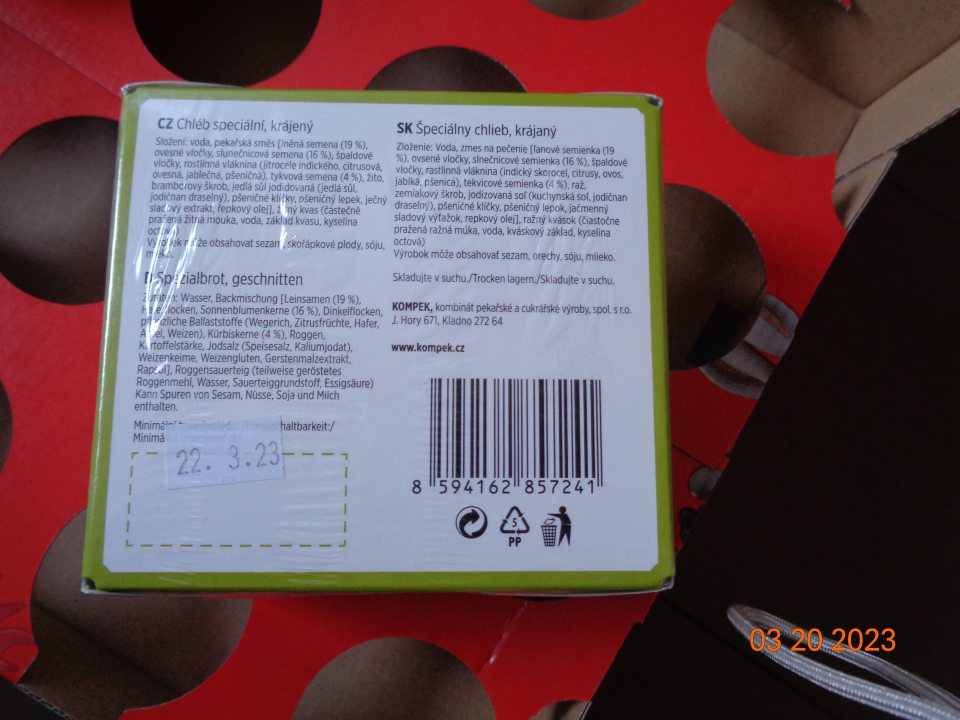 CZ Chléb speciální, krájený
Složení: voda, pekařská směs [lněná semena (19 %),
ovesné vločky, slunečnicová semena (16 %), špaldové
vločky, rostlinná vláknina (jitrocele indického, citrusová,
ovesná, jablečná, pšeničná), tykvová semena (4 %), žito,
bramborový škrob, jedlá sůl jodidovaná (jedlá sůl,
jodičnan draselný), pšeničné klíčky, pšeničný lepek, ječný
sladový extrakt, řepkový olej], žitný kvas (částečně
pražená žitná mouka, voda, základ kvasu, kyselina
octová)
Výrobek může obsahovat sezam, skořápkové plody, sóju,
mléko.
D Spezialbrot, geschnitten
Zutaten: Wasser, Backmischung [Leinsamen (19 %),
Haferflocken, Sonnenblumenkerne (16 %), Dinkelflocken,
pflanzliche Ballaststoffe (Wegerich, Zitrusfrüchte, Hafer,
Apfel, Weizen), Kürbiskerne (4 %), Roggen,
Kartoffelstärke, Jodsalz (Speisesalz, Kaliumjodat),
Weizenkeime, Weizengluten, Gerstenmalzextrakt,
Rapsöl], Roggensauerteig (teilweise geröstetes
Roggenmehl, Wasser, Sauerteiggrundstoff, Essigsäure)
Kann Spuren von Sesam, Nüsse, Soja und Milch
enthalten.
Minimální haltbarkeit:/
22. 3.23
SK Špeciálny chlieb, krájaný
Zloženie: Voda, zmes na pečenie [ľanové semienka (19
%), ovsené vločky, slnečnicové semienka (16 %), špaldové
vločky, rastlinná vláknina (indický skorocel, citrusy, ovos,
jablká, pšenica), tekvicové semienka (4 %), raž,
zemiakový škrob, jodizovaná soľ (kuchynská soľ, jodičnan
draselný), pšeničné klíčky, pšeničný lepok, jačmenný
sladový výťažok, repkový olej], ražný kvások (čiastočne
pražená ražná múka, voda, kváskový základ, kyselina
octová)
Výrobok môže obsahovať sezam, orechy, sóju, mlieko.
Skladujte v suchu./Trocken lagern./Skladujte v suchu.
KOMPEK, kombinát pekařské a cukrářské výroby, spol. s r.o.
J. Hory 671, Kladno 272 64
www.kompek.cz
8 594162 857241
5
PP
03 20 2023